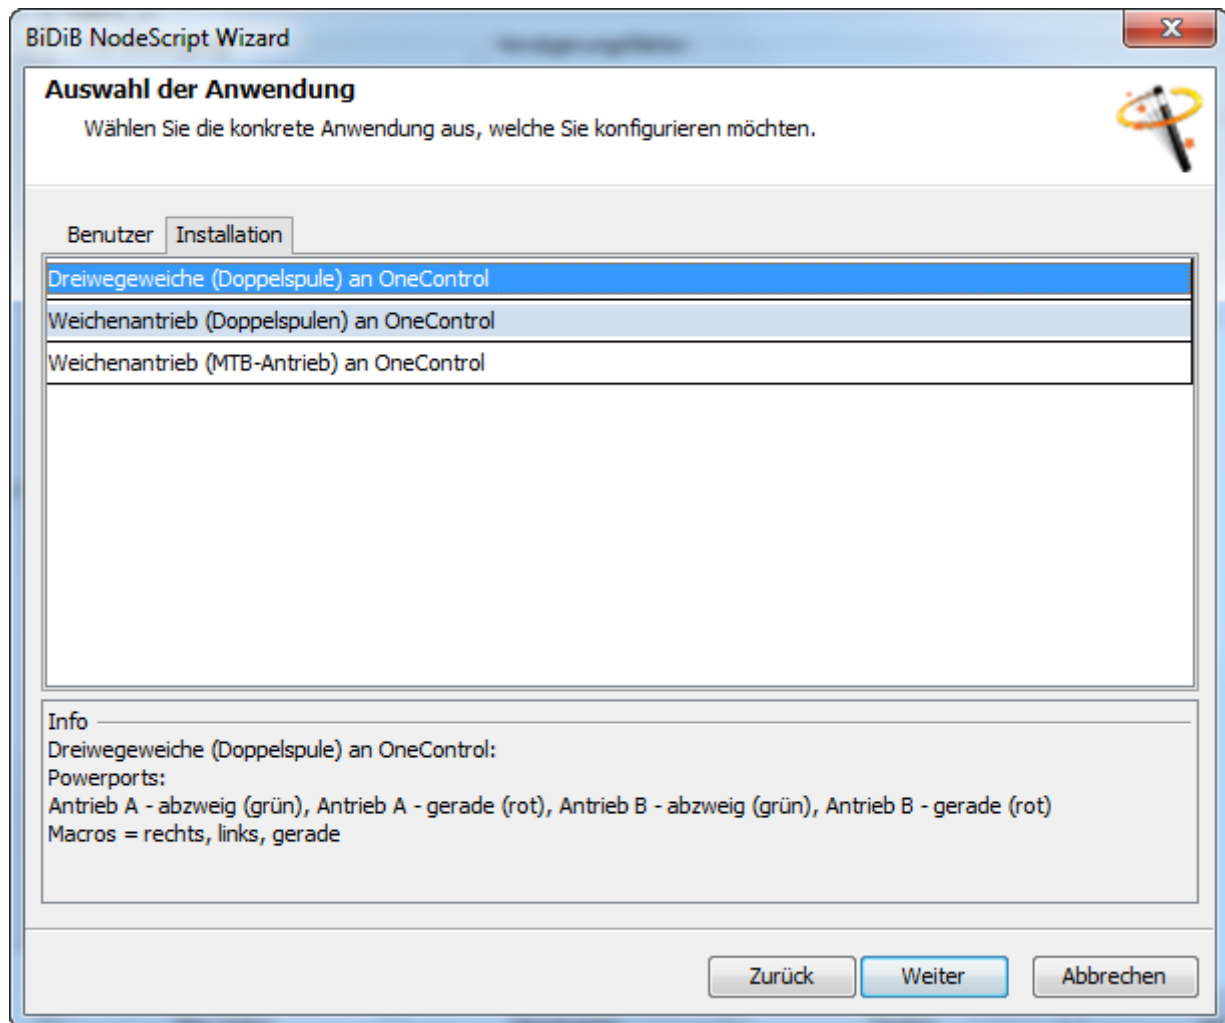 BiDiB NodeScript Wizard
Auswahl der Anwendung
Wählen Sie die konkrete Anwendung aus, welche Sie konfigurieren möchten.
Benutzer Installation
Dreiwegeweiche (Doppelspule) an OneControl
Weichenantrieb (Doppelspulen) an OneControl
Weichenantrieb (MTB-Antrieb) an OneControl
Info
Dreiwegeweiche (Doppelspule) an OneControl:
Powerports:
Antrieb A - abzweig (grün), Antrieb A - gerade (rot), Antrieb B - abzweig (grün), Antrieb B - gerade (rot)
Macros = rechts, links, gerade
Zurück Weiter Abbrechen